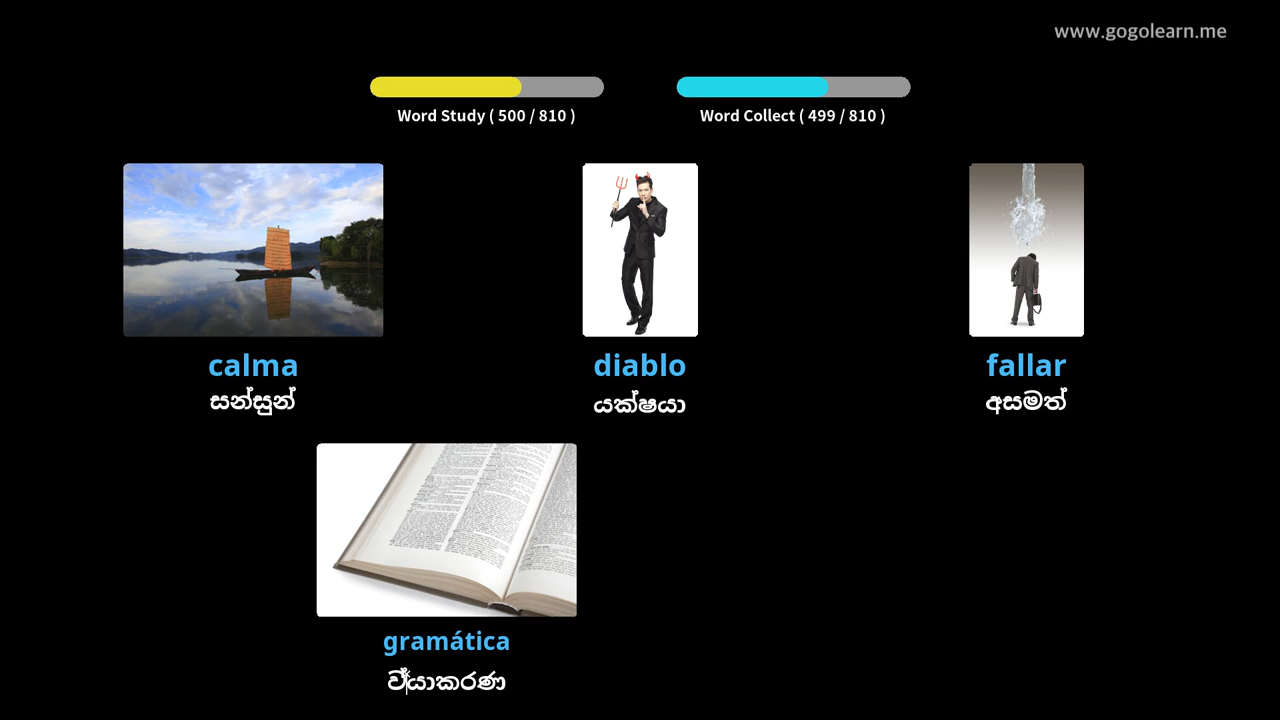 www.gogolearn.me
Word Study ( 500 / 810 )
Word Collect ( 499 / 810 )
calma
diablo
fallar
සන්සුන්
යක්ෂයා
අසමත්
gramática
ව්‍යාකරණ